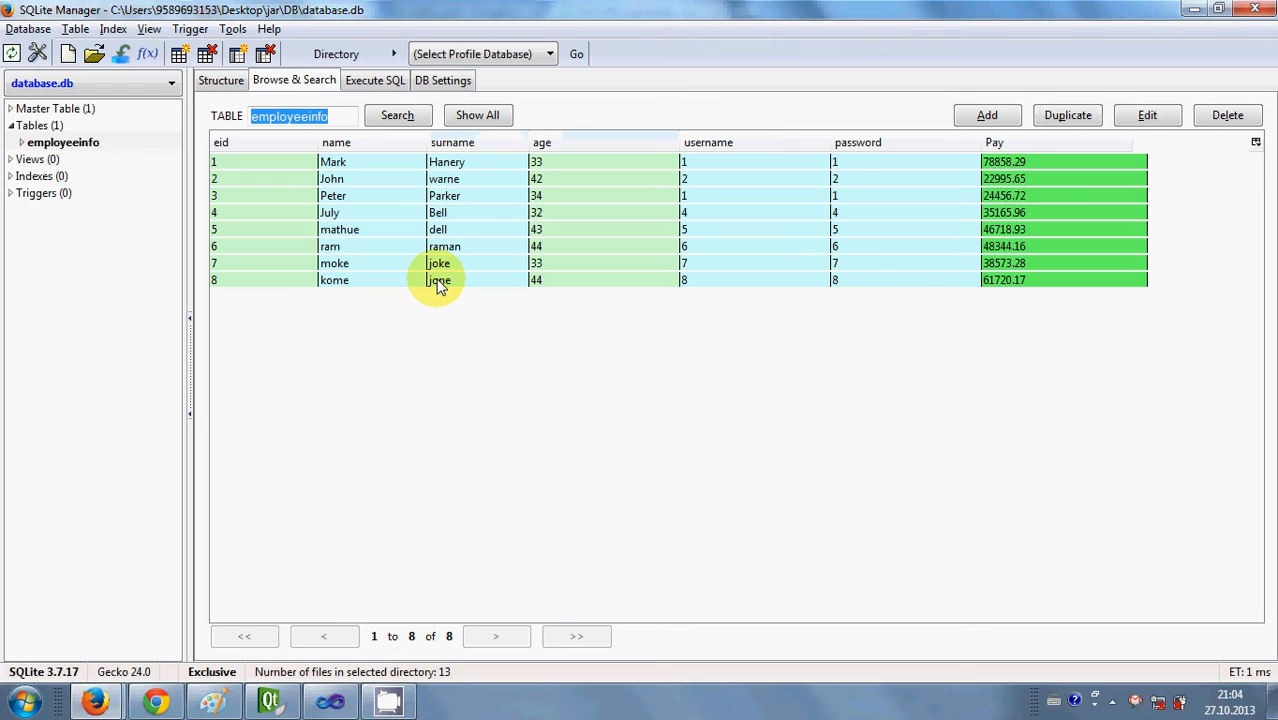 SQLite Manager - C:\Users\9589693153\Desktop\jar\DB\database.db
Database Table Index View Trigger Tools Help
f(x) Directory (Select Profile Database) Go
database.db
Structure Browse & Search Execute SQL DB Settings
Master Table (1)
Tables (1)
employeeinfo
Views (0)
Indexes (0)
Triggers (0)
TABLE employeeinfo Search Show All Add Duplicate Edit Delete
eid name surname age username password Pay
1 Mark Hanery 33 1 1 78858.29
2 John warne 42 2 2 22995.65
3 Peter Parker 34 1 1 24456.72
4 July Bell 32 4 4 35165.96
5 mathue dell 43 5 5 46718.93
6 ram raman 44 6 6 48344.16
7 moke joke 33 7 7 38573.28
8 kome 44 8 8 61720.17
<< < 1 to 8 of 8 > >>
SQLite 3.7.17 Gecko 24.0 Exclusive Number of files in selected directory: 13 ET: 1 ms
Qt
21:04
27.10.2013